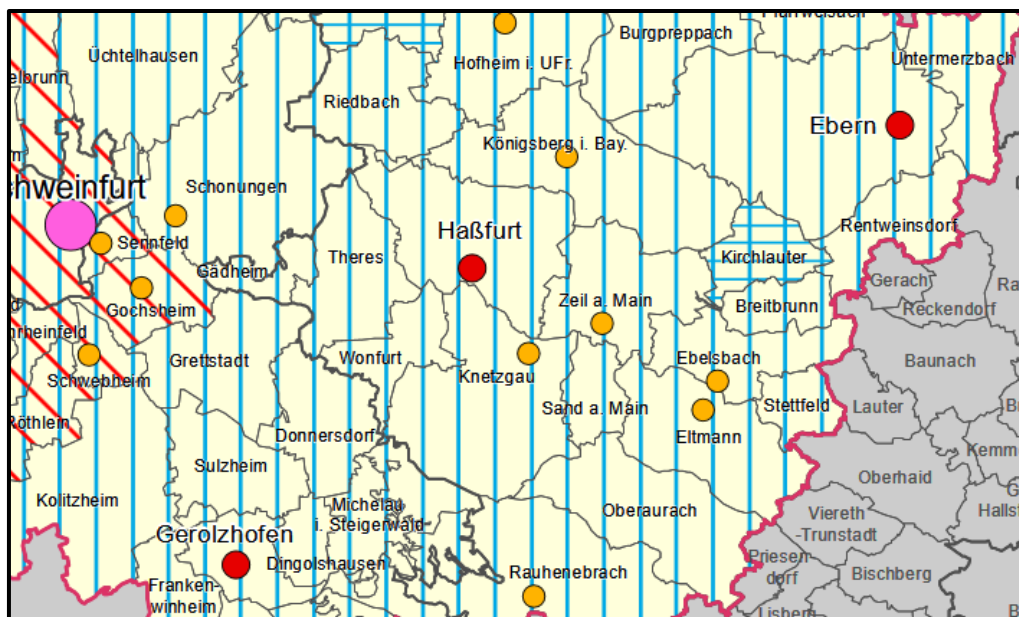 Burgpreppach
Üchtelhausen
Untermerzbach
Hofheim i. UFr.
Riedbach
Ebern
Königsberg i. Bay.
Schonungen
chweinfurt
Rentweinsdorf
Haßfurt
Sennfeld
Theres
Kirchlauter
Gädheim
Gerach
Zeil a. Main
Breitbrunn
Gochsheim
Reckendorf
Grettstadt
Wonfurt
Ebelsbach
Baunach
Knetzgau
Schwebheim
Stettfeld
Lauter
Sand a. Main
Röthlein
Donnersdorf
Eltmann
Sulzheim
Oberhaid
Kolitzheim
Michelau
i. Steigerwald
Oberaurach
Viereth
-Trunstadt
Gerolzhofen
Dingolshausen
Rauhenebrach
Priesen-
dorf
Bischberg
Franken-
winheim